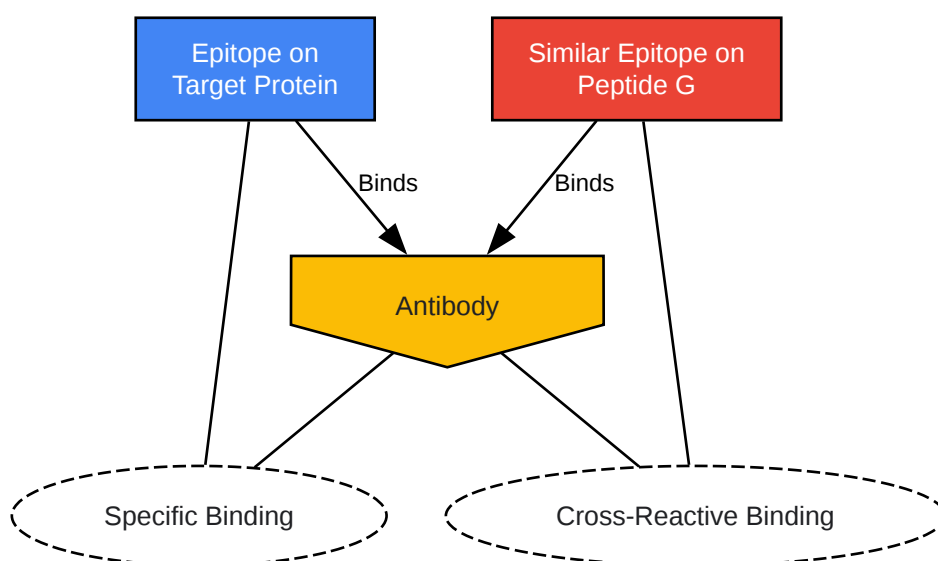 Epitope on
Target Protein
Similar Epitope on
Peptide G
Binds
Binds
Antibody
Specific Binding
Cross-Reactive Binding